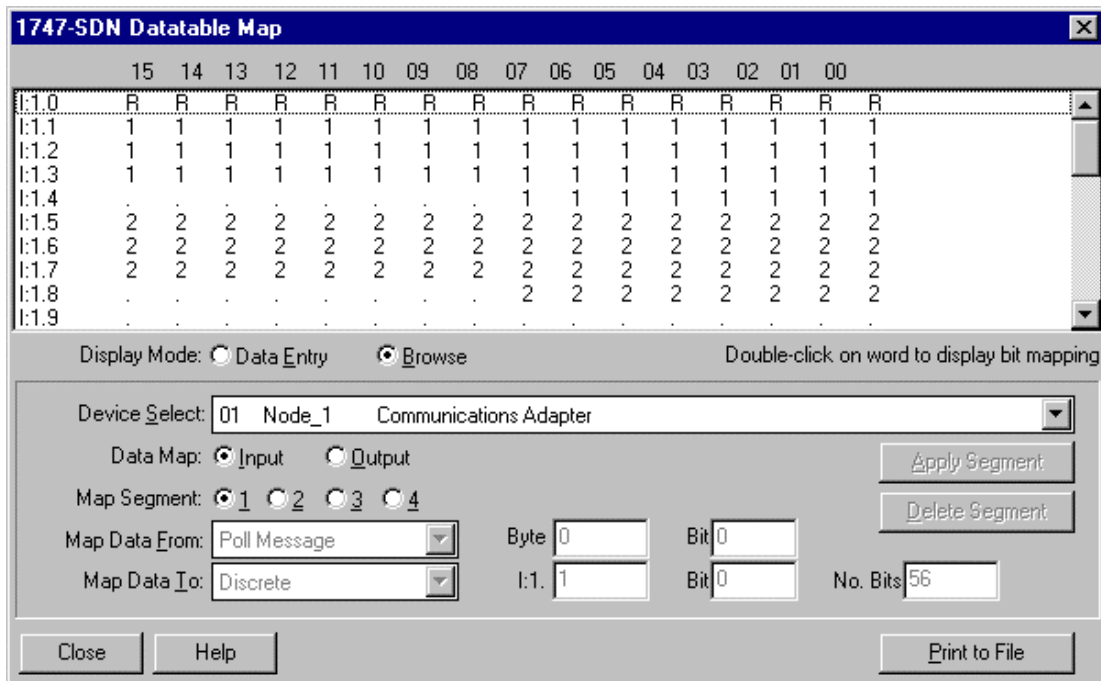 1747-SDN Datatable Map
15 14 13 12 11 10 09 08 07 06 05 04 03 02 01 00
I:1.0 R R R R R R R R R R R R R R R R
I:1.1 1 1 1 1 1 1 1 1 1 1 1 1 1 1 1 1
I:1.2 1 1 1 1 1 1 1 1 1 1 1 1 1 1 1 1
I:1.3 1 1 1 1 1 1 1 1 1 1 1 1 1 1 1 1
I:1.4 . . . . . . . . 1 1 1 1 1 1 1 1
I:1.5 2 2 2 2 2 2 2 2 2 2 2 2 2 2 2 2
I:1.6 2 2 2 2 2 2 2 2 2 2 2 2 2 2 2 2
I:1.7 2 2 2 2 2 2 2 2 2 2 2 2 2 2 2 2
I:1.8 . . . . . . . . 2 2 2 2 2 2 2 2
I:1.9 . . . . . . . . . . . . . . . .
Display Mode: Data Entry Browse Double-click on word to display bit mapping
Device Select: 01 Node_1 Communications Adapter
Data Map: Input Output Apply Segment
Map Segment: 1 2 3 4 Delete Segment
Map Data From: Poll Message Byte 0 Bit 0
Map Data To: Discrete I:1. 1 Bit 0 No. Bits 56
Close Help Print to File